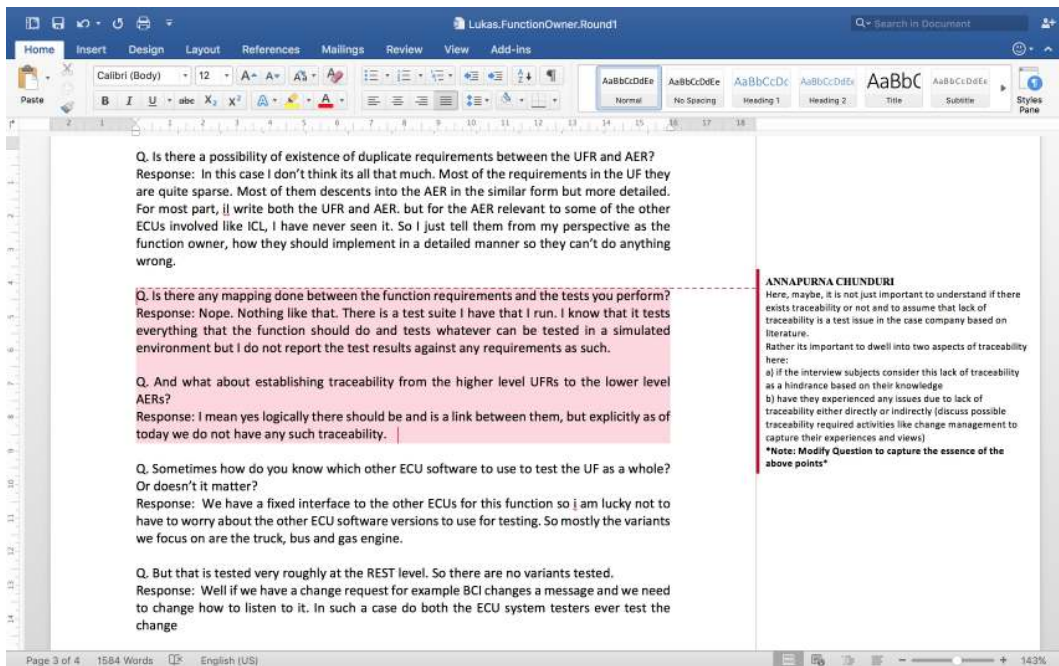 Lukas.FunctionOwner.Round1
Search in Document
Home Insert Design Layout References Mailings Review View Add-ins
Paste
Calibri (Body) 12
AaBbCcDdEe AaBbCcDdEe AaBbCcDc AaBbCcDdEe AaBbC AaBbCcDdEe
Normal No Spacing Heading 1 Heading 2 Title Subtitle Styles Pane
B I U abc X₂ X² A A
2 1 1 2 3 4 5 6 7 8 9 10 11 12 13 14 15 16 17 18
Q. Is there a possibility of existence of duplicate requirements between the UFR and AER?
Response: In this case I don't think its all that much. Most of the requirements in the UF they
are quite sparse. Most of them descents into the AER in the similar form but more detailed.
For most part, iI write both the UFR and AER. but for the AER relevant to some of the other
ECUs involved like ICL, I have never seen it. So I just tell them from my perspective as the
function owner, how they should implement in a detailed manner so they can't do anything
wrong.
Q. Is there any mapping done between the function requirements and the tests you perform?
Response: Nope. Nothing like that. There is a test suite I have that I run. I know that it tests
everything that the function should do and tests whatever can be tested in a simulated
environment but I do not report the test results against any requirements as such.
Q. And what about establishing traceability from the higher level UFRs to the lower level
AERs?
Response: I mean yes logically there should be and is a link between them, but explicitly as of
today we do not have any such traceability.
Q. Sometimes how do you know which other ECU software to use to test the UF as a whole?
Or doesn't it matter?
Response: We have a fixed interface to the other ECUs for this function so i am lucky not to
have to worry about the other ECU software versions to use for testing. So mostly the variants
we focus on are the truck, bus and gas engine.
Q. But that is tested very roughly at the REST level. So there are no variants tested.
Response: Well if we have a change request for example BCI changes a message and we need
to change how to listen to it. In such a case do both the ECU system testers ever test the
change
ANNAPURNA CHUNDURI
Here, maybe, it is not just important to understand if there
exists traceability or not and to assume that lack of
traceability is a test issue in the case company based on
literature.
Rather its important to dwell into two aspects of traceability
here:
a) if the interview subjects consider this lack of traceability
as a hindrance based on their knowledge
b) have they experienced any issues due to lack of
traceability either directly or indirectly (discuss possible
traceability required activities like change management to
capture their experiences and views)
*Note: Modify Question to capture the essence of the
above points*
Page 3 of 4 1584 Words English (US) 143%